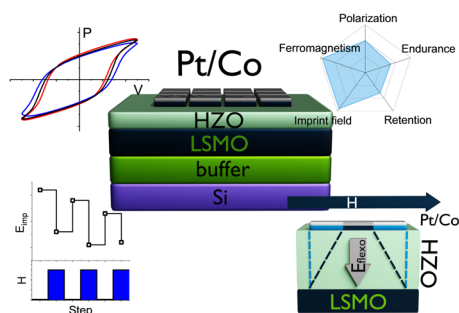 P
V
Pt/Co
HZO
LSMO
buffer
Si
Polarization
Ferromagnetism
Endurance
Imprint field
Retention
H
Eimp
H
Step
Pt/Co
HZO
Eflexo
LSMO